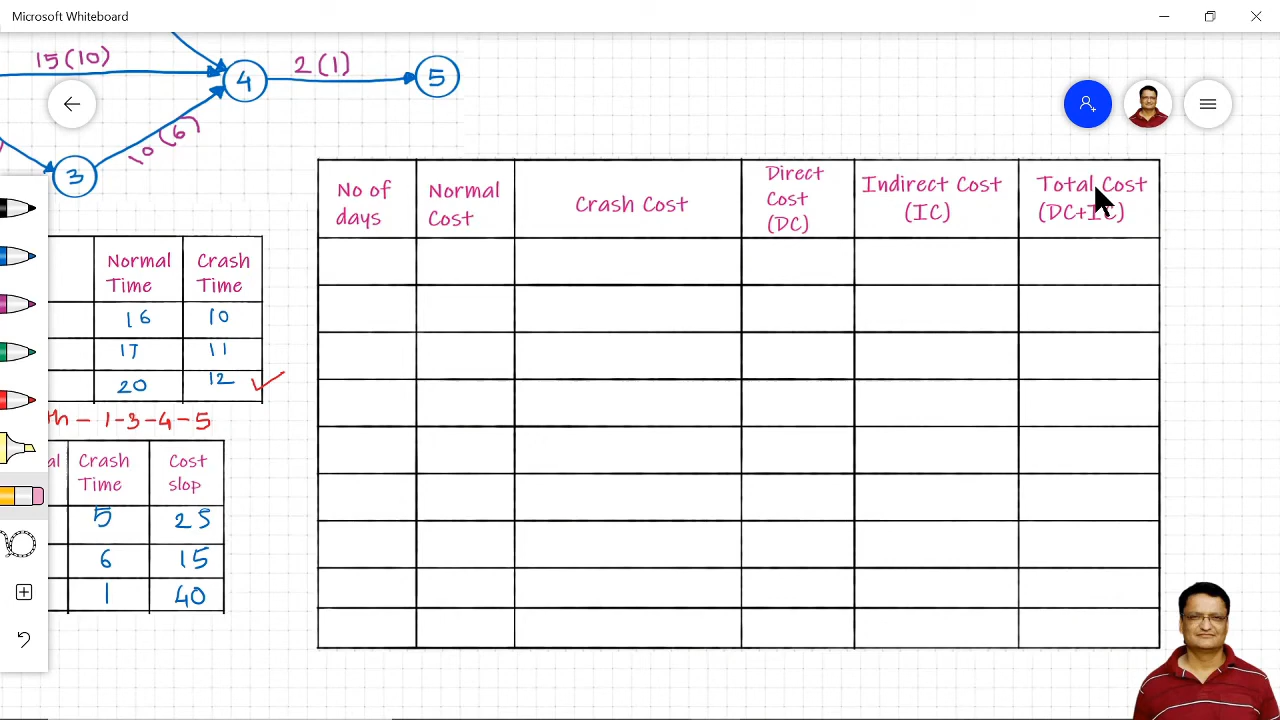 Microsoft Whiteboard
15(10)
4
2(1)
5
3
10(6)
Normal Time
Crash Time
16 10
17 11
20 12
- 1-3-4-5
Crash Time
Cost slop
5 25
6 15
1 40
No of days
Normal Cost
Crash Cost
Direct Cost (DC)
Indirect Cost (IC)
Total Cost (DC+IC)